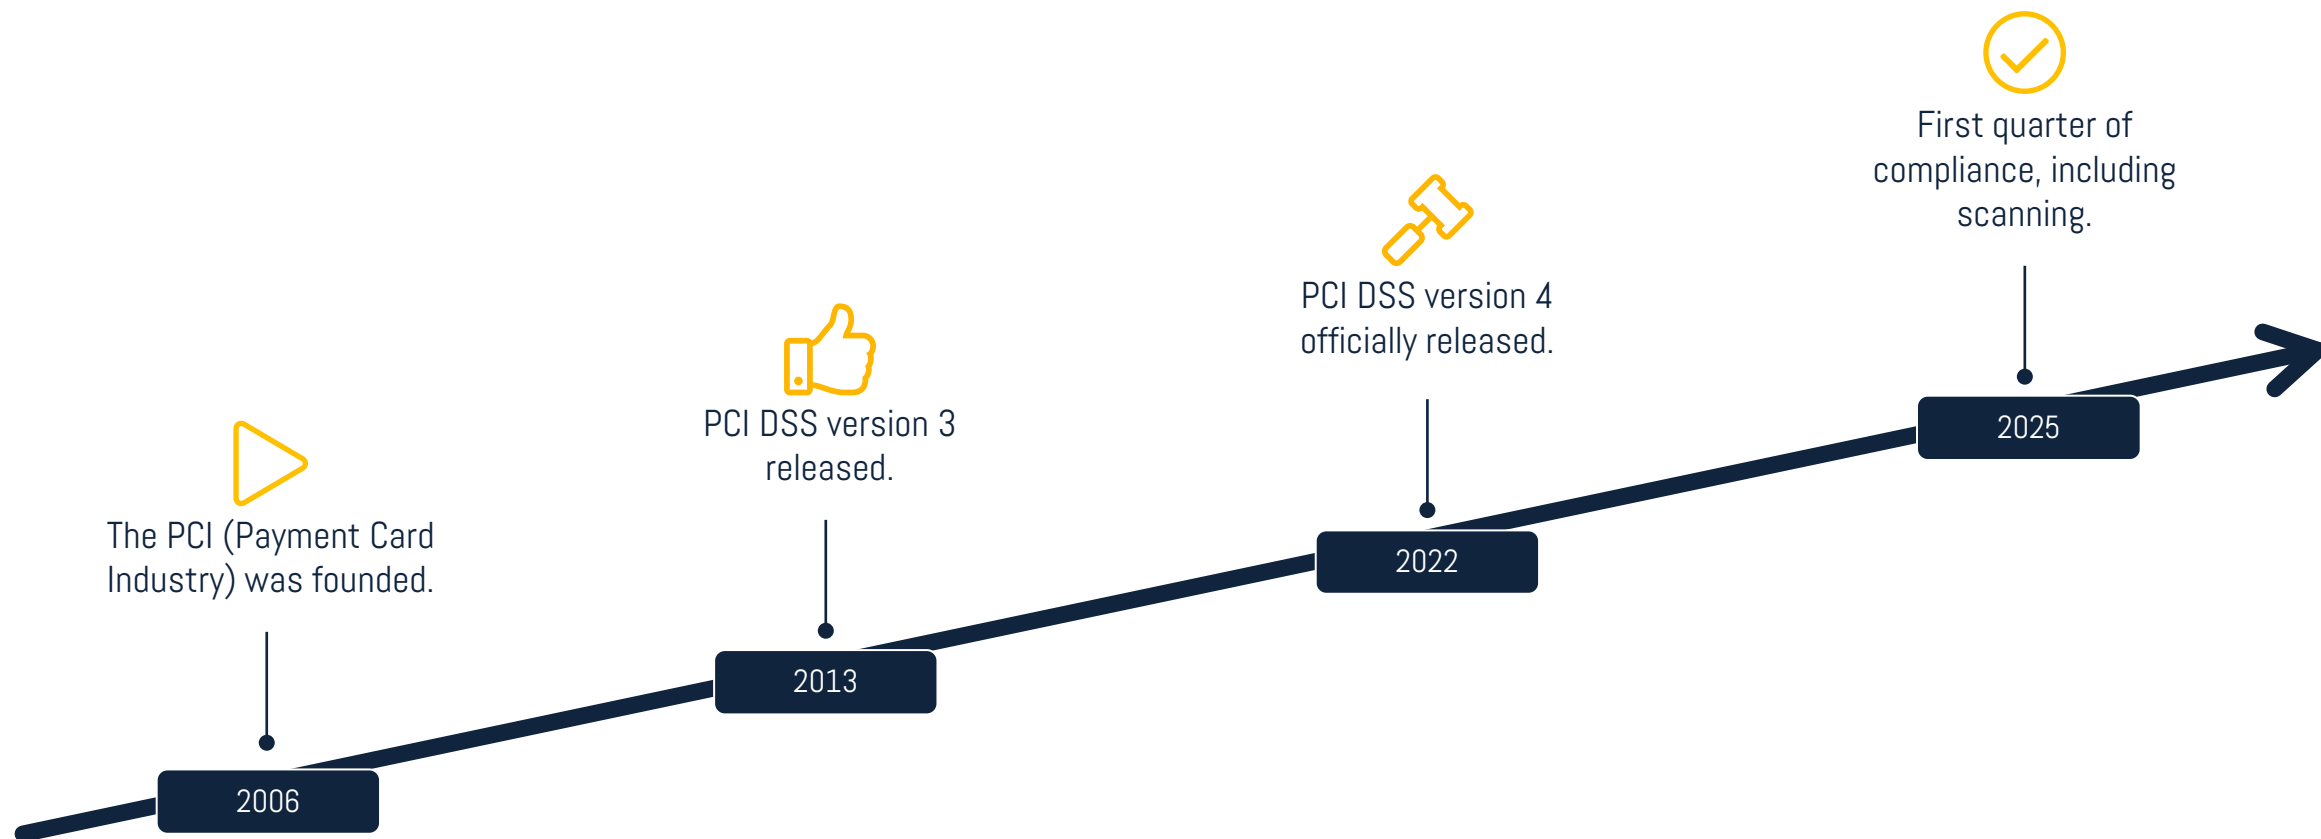 The PCI (Payment Card
Industry) was founded.
2006
PCI DSS version 3
released.
2013
PCI DSS version 4
officially released.
2022
First quarter of
compliance, including
scanning.
2025